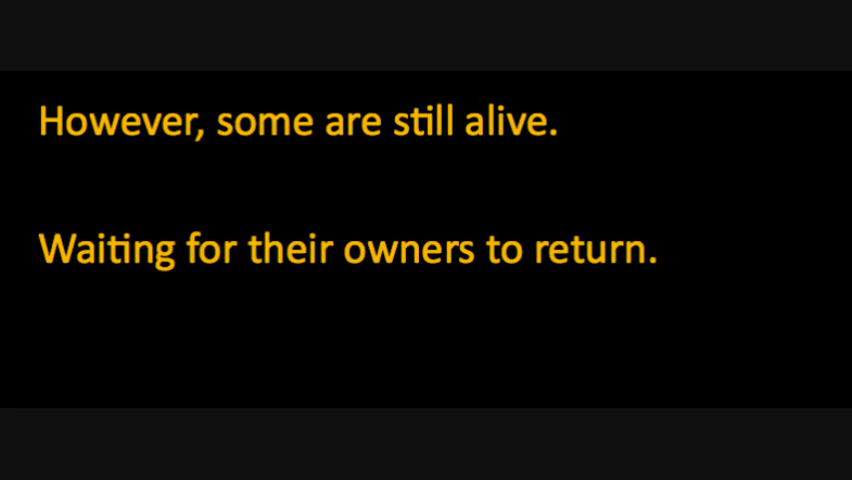 However, some are still alive.
Waiting for their owners to return.